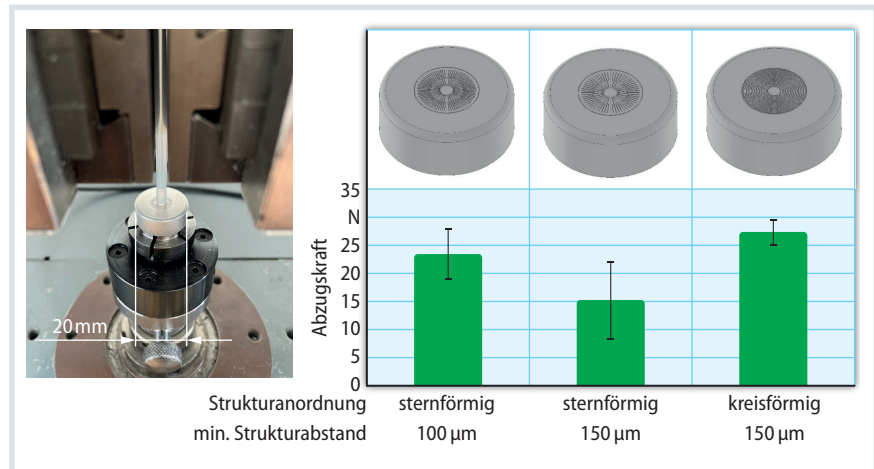 20 mm
Abzugskraft
35
N
25
20
15
10
5
0
Strukturanordnung sternförmig sternförmig kreisförmig
min. Strukturabstand 100 µm 150 µm 150 µm